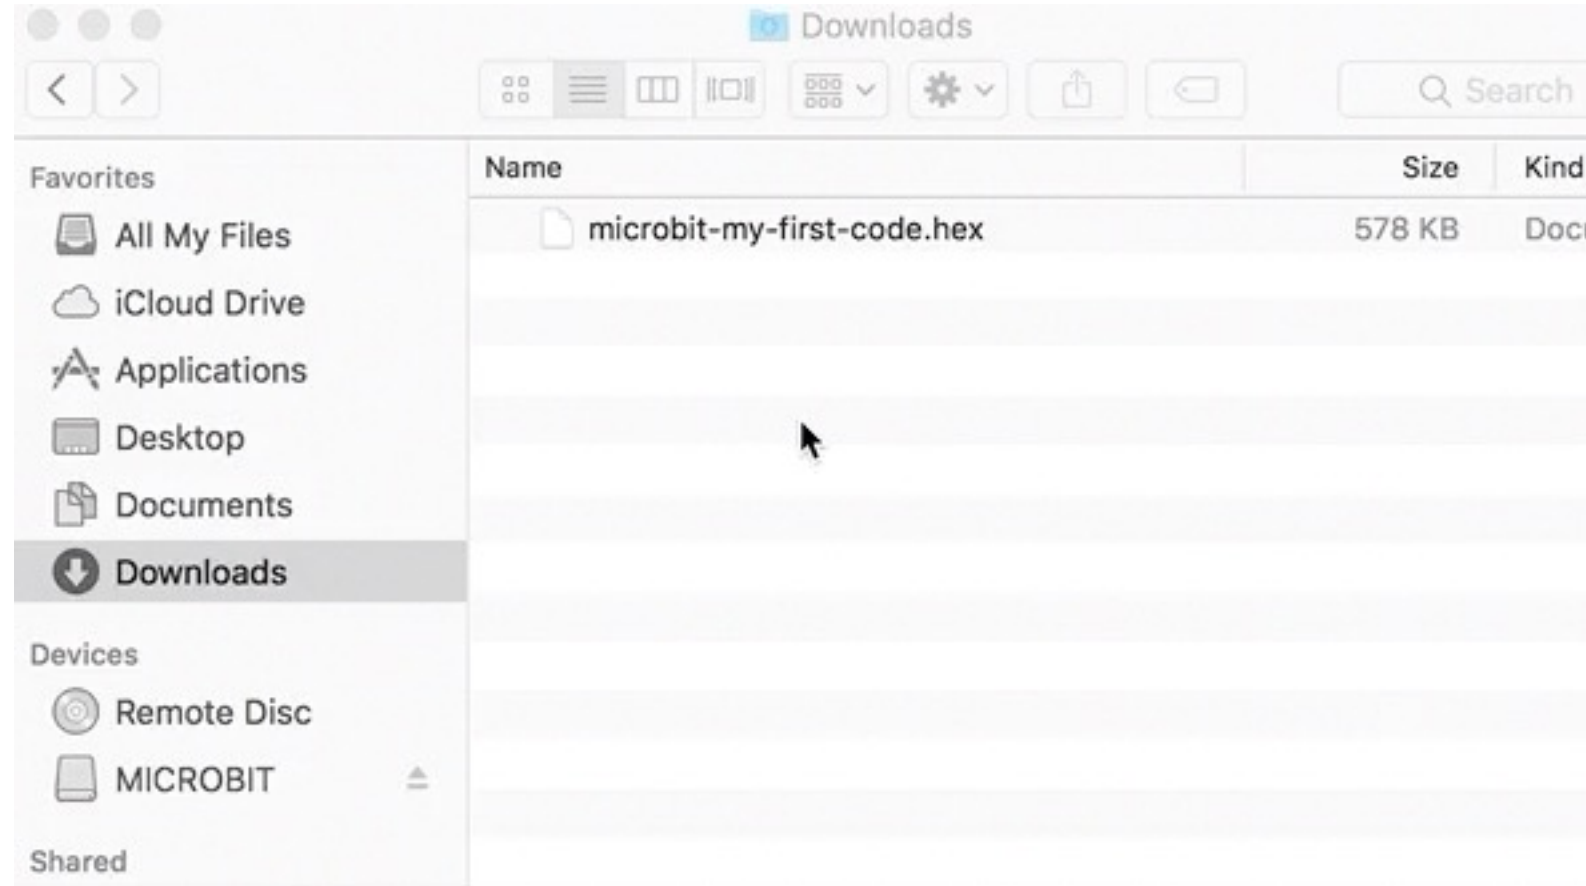 Downloads
Search
Favorites
All My Files
iCloud Drive
Applications
Desktop
Documents
Downloads
Devices
Remote Disc
MICROBIT
Shared
Name Size Kind
microbit-my-first-code.hex 578 KB Docu